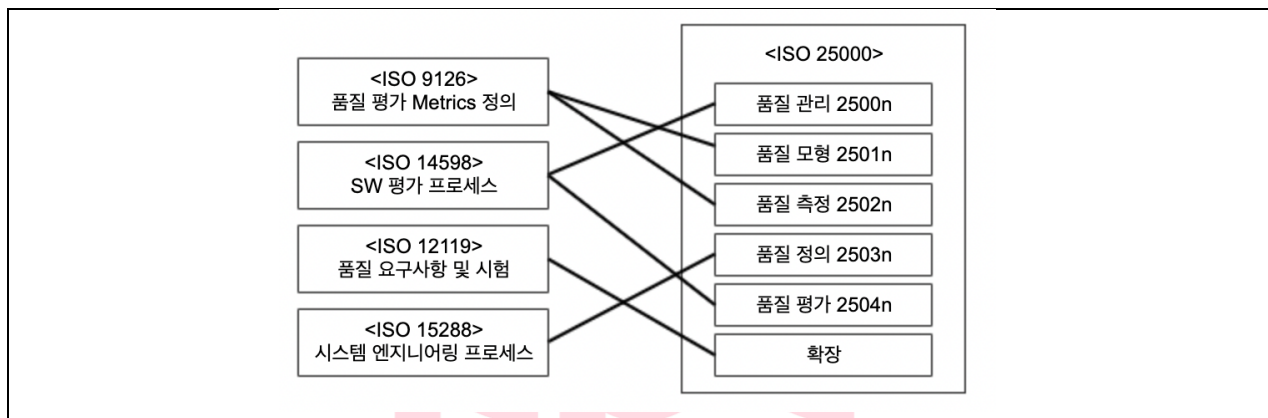 <ISO 9126>
품질 평가 Metrics 정의
<ISO 14598>
SW 평가 프로세스
<ISO 12119>
품질 요구사항 및 시험
<ISO 15288>
시스템 엔지니어링 프로세스
<ISO 25000>
품질 관리 2500n
품질 모형 2501n
품질 측정 2502n
품질 정의 2503n
품질 평가 2504n
확장